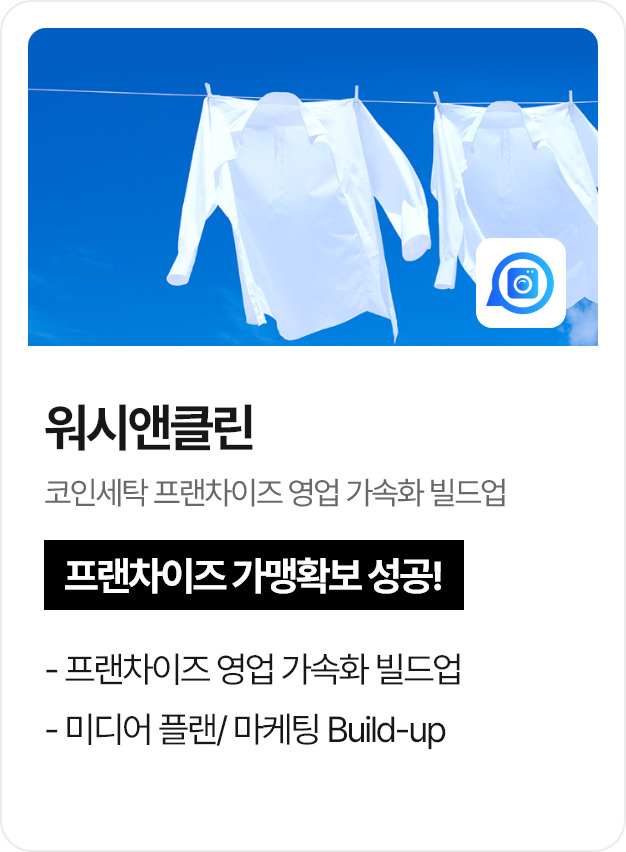 워시앤클린
코인세탁 프랜차이즈 영업 가속화 빌드업
프랜차이즈 가맹확보 성공!
- 프랜차이즈 영업 가속화 빌드업
- 미디어 플랜/ 마케팅 Build-up